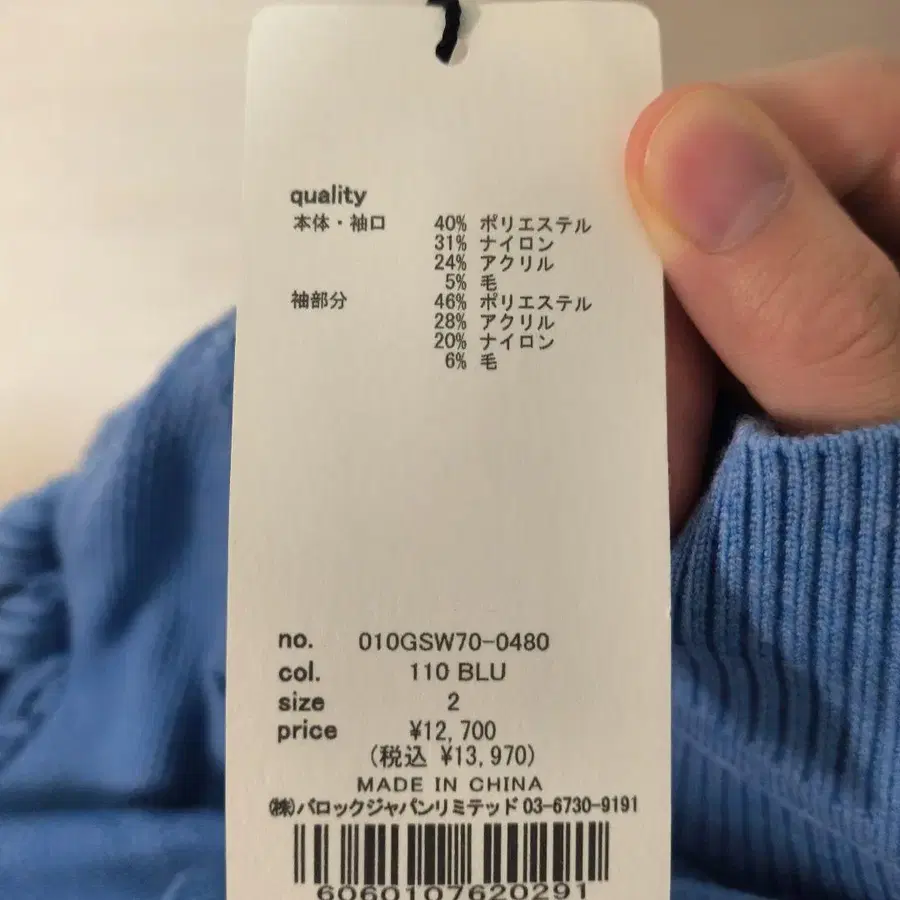 quality
本体・袖口 40% ポリエステル
31% ナイロン
24% アクリル
5% 毛
袖部分 46% ポリエステル
28% アクリル
20% ナイロン
6% 毛
no. 010GSW70-0480
col. 110 BLU
size 2
price ¥12,700
(税込 ¥13,970)
MADE IN CHINA
㈱バロックジャパンリミテッド 03-6730-9191
6060107620291